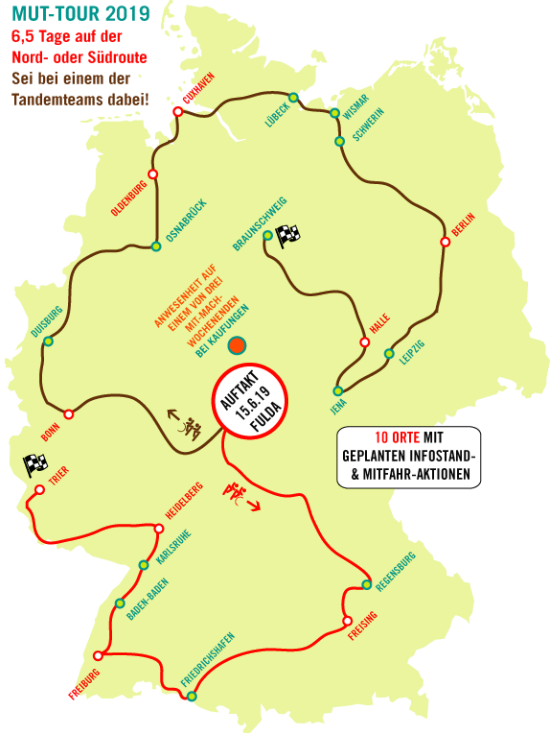 MUT-TOUR 2019
6,5 Tage auf der
Nord- oder Südroute
Sei bei einem der
Tandemteams dabei!
CUXHAVEN
LÜBECK
WISMAR
SCHWERIN
OLDENBURG
OSNABRÜCK
BRAUNSCHWEIG
BERLIN
ANWESENHEIT AUF
EINEM VON DREI
MIT-MACH-
WOCHENENDEN
BEI KAUFUNGEN
DUISBURG
HALLE
LEIPZIG
JENA
AUFTAKT
15.6.19
FULDA
BONN
10 ORTE MIT
GEPLANTEN INFOSTAND-
& MITFAHR-AKTIONEN
TRIER
HEIDELBERG
KARLSRUHE
REGENSBURG
BADEN-BADEN
FREISING
FREIBURG
FRIEDRICHSHAFEN